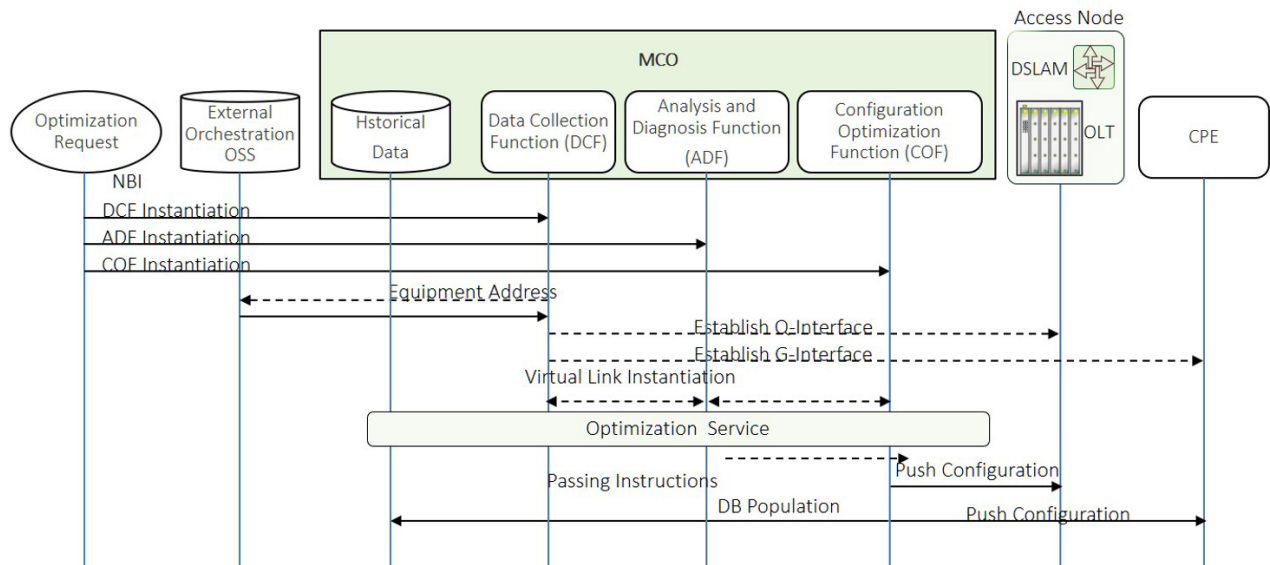 Access Node
MCO
DSLAM
OLT
Optimization
Request
External
Orchestration
OSS
Hstorical
Data
Data Collection
Function (DCF)
Analysis and
Diagnosis Function
(ADF)
Configuration
Optimization
Function (COF)
CPE
NBI
DCF Instantiation
ADF Instantiation
COF Instantiation
Equipment Address
Establish Q-Interface
Establish G-Interface
Virtual Link Instantiation
Optimization Service
Passing Instructions
Push Configuration
DB Population
Push Configuration